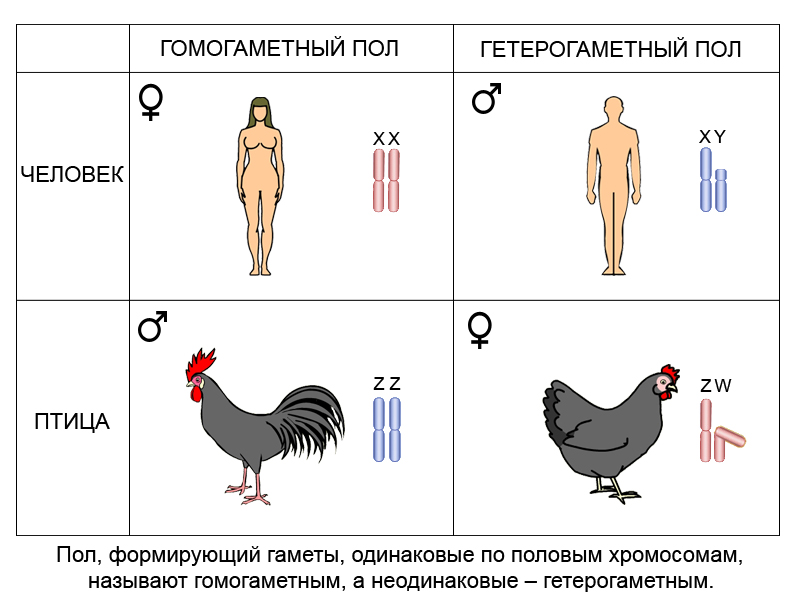 ГОМОГАМЕТНЫЙ ПОЛ
ГЕТЕРОГАМЕТНЫЙ ПОЛ
ЧЕЛОВЕК
♀
X X
♂
X Y
ПТИЦА
♂
Z Z
♀
Z W
Пол, формирующий гаметы, одинаковые по половым хромосомам,
называют гомогаметным, а неодинаковые – гетерогаметным.